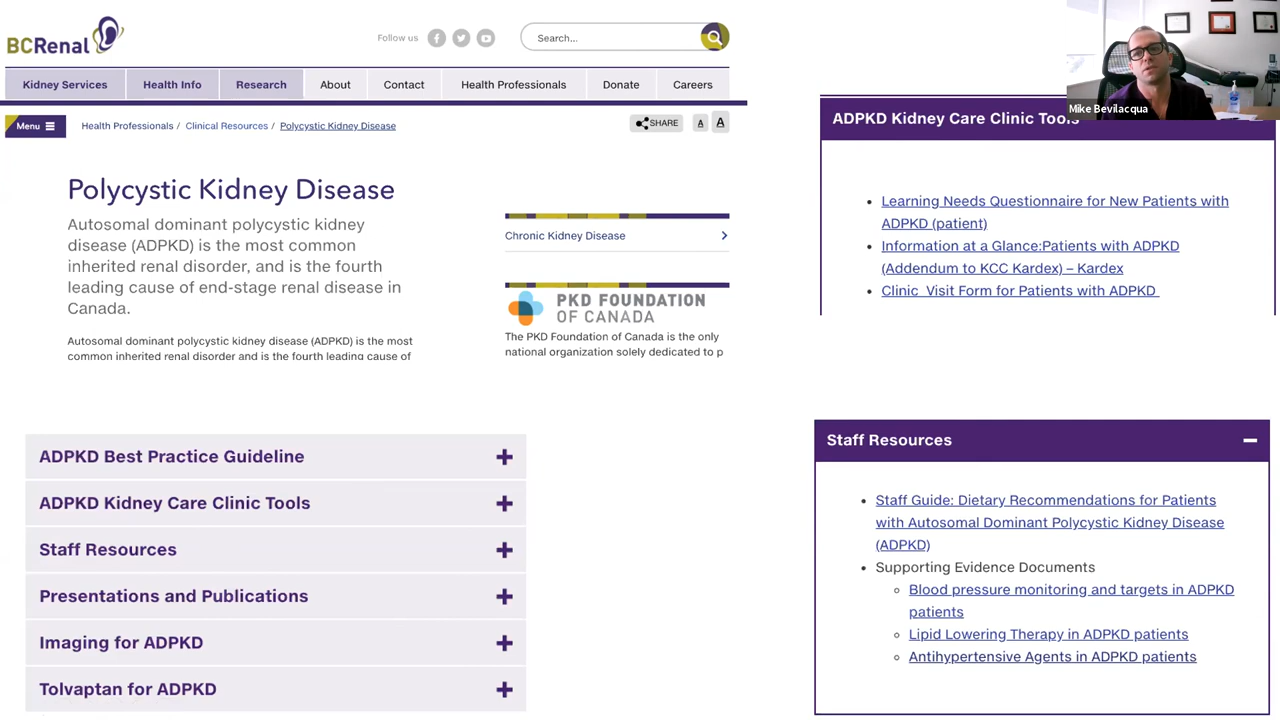 BCRenal
Follow us
Search...
Kidney Services
Health Info
Research
About
Contact
Health Professionals
Donate
Careers
Menu
Health Professionals / Clinical Resources / Polycystic Kidney Disease
SHARE
A
A
Polycystic Kidney Disease
Autosomal dominant polycystic kidney
disease (ADPKD) is the most common
inherited renal disorder, and is the fourth
leading cause of end-stage renal disease in
Canada.
Autosomal dominant polycystic kidney disease (ADPKD) is the most
common inherited renal disorder and is the fourth leading cause of
Chronic Kidney Disease
PKD FOUNDATION
OF CANADA
The PKD Foundation of Canada is the only
national organization solely dedicated to p
ADPKD Best Practice Guideline
ADPKD Kidney Care Clinic Tools
Staff Resources
Presentations and Publications
Imaging for ADPKD
Tolvaptan for ADPKD
Mike Bevilacqua
ADPKD Kidney Care Clinic Tools
Learning Needs Questionnaire for New Patients with
ADPKD (patient)
Information at a Glance:Patients with ADPKD
(Addendum to KCC Kardex) – Kardex
Clinic Visit Form for Patients with ADPKD
Staff Resources
Staff Guide: Dietary Recommendations for Patients
with Autosomal Dominant Polycystic Kidney Disease
(ADPKD)
Supporting Evidence Documents
Blood pressure monitoring and targets in ADPKD
patients
Lipid Lowering Therapy in ADPKD patients
Antihypertensive Agents in ADPKD patients